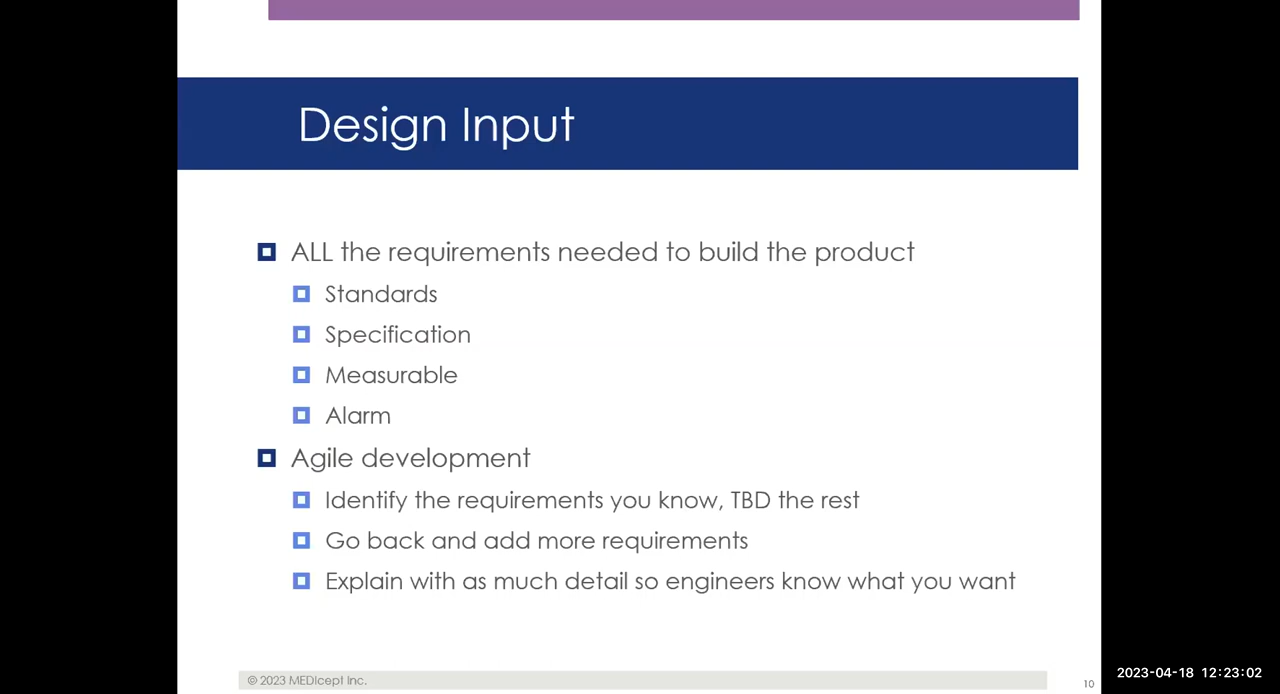 Design Input
ALL the requirements needed to build the product
Standards
Specification
Measurable
Alarm
Agile development
Identify the requirements you know, TBD the rest
Go back and add more requirements
Explain with as much detail so engineers know what you want
© 2023 MEDIcept Inc.
10
2023-04-18 12:23:02